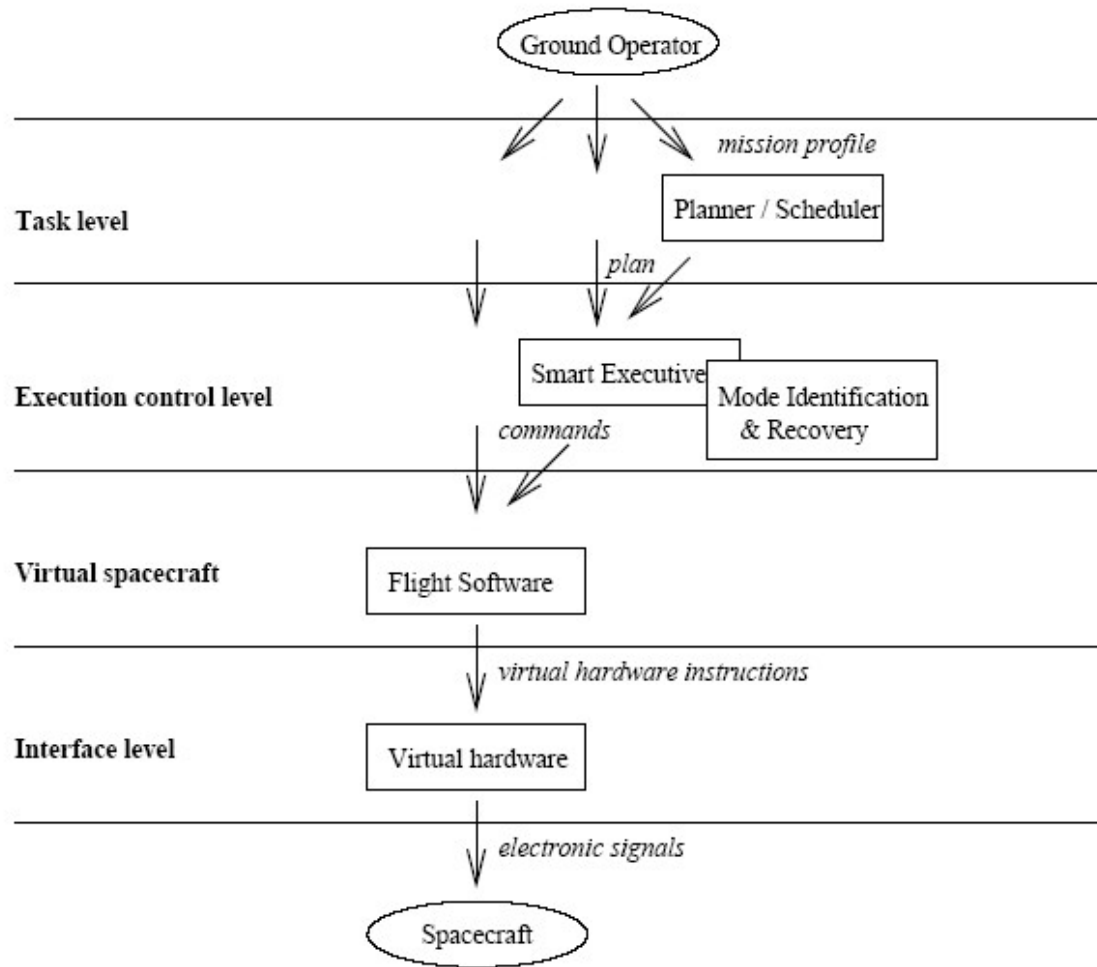 Ground Operator
mission profile
Planner / Scheduler
Task level
plan
Smart Executive
Mode Identification
& Recovery
Execution control level
commands
Virtual spacecraft
Flight Software
virtual hardware instructions
Interface level
Virtual hardware
electronic signals
Spacecraft